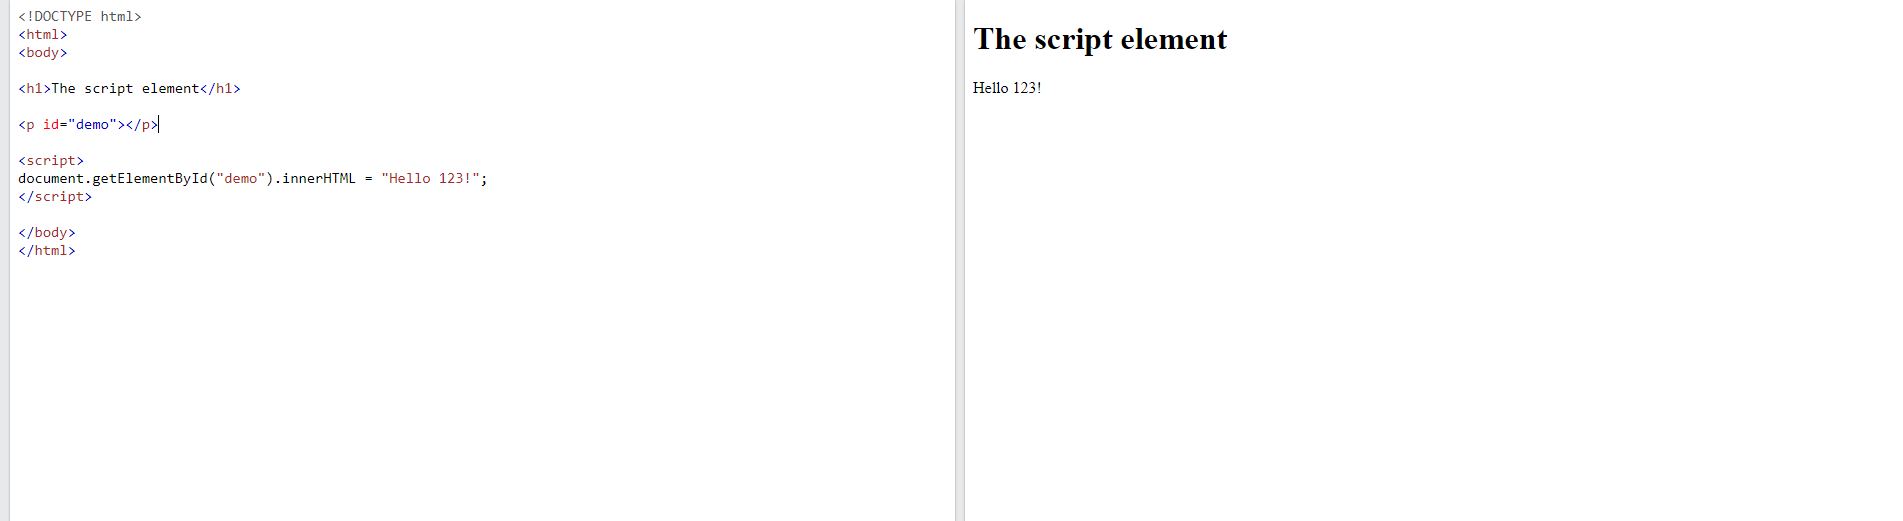 <!DOCTYPE html>
<html>
<body>
<h1>The script element</h1>
<p id="demo"></p>
<script>
document.getElementById("demo").innerHTML = "Hello 123!";
</script>
</body>
</html>
The script element
Hello 123!